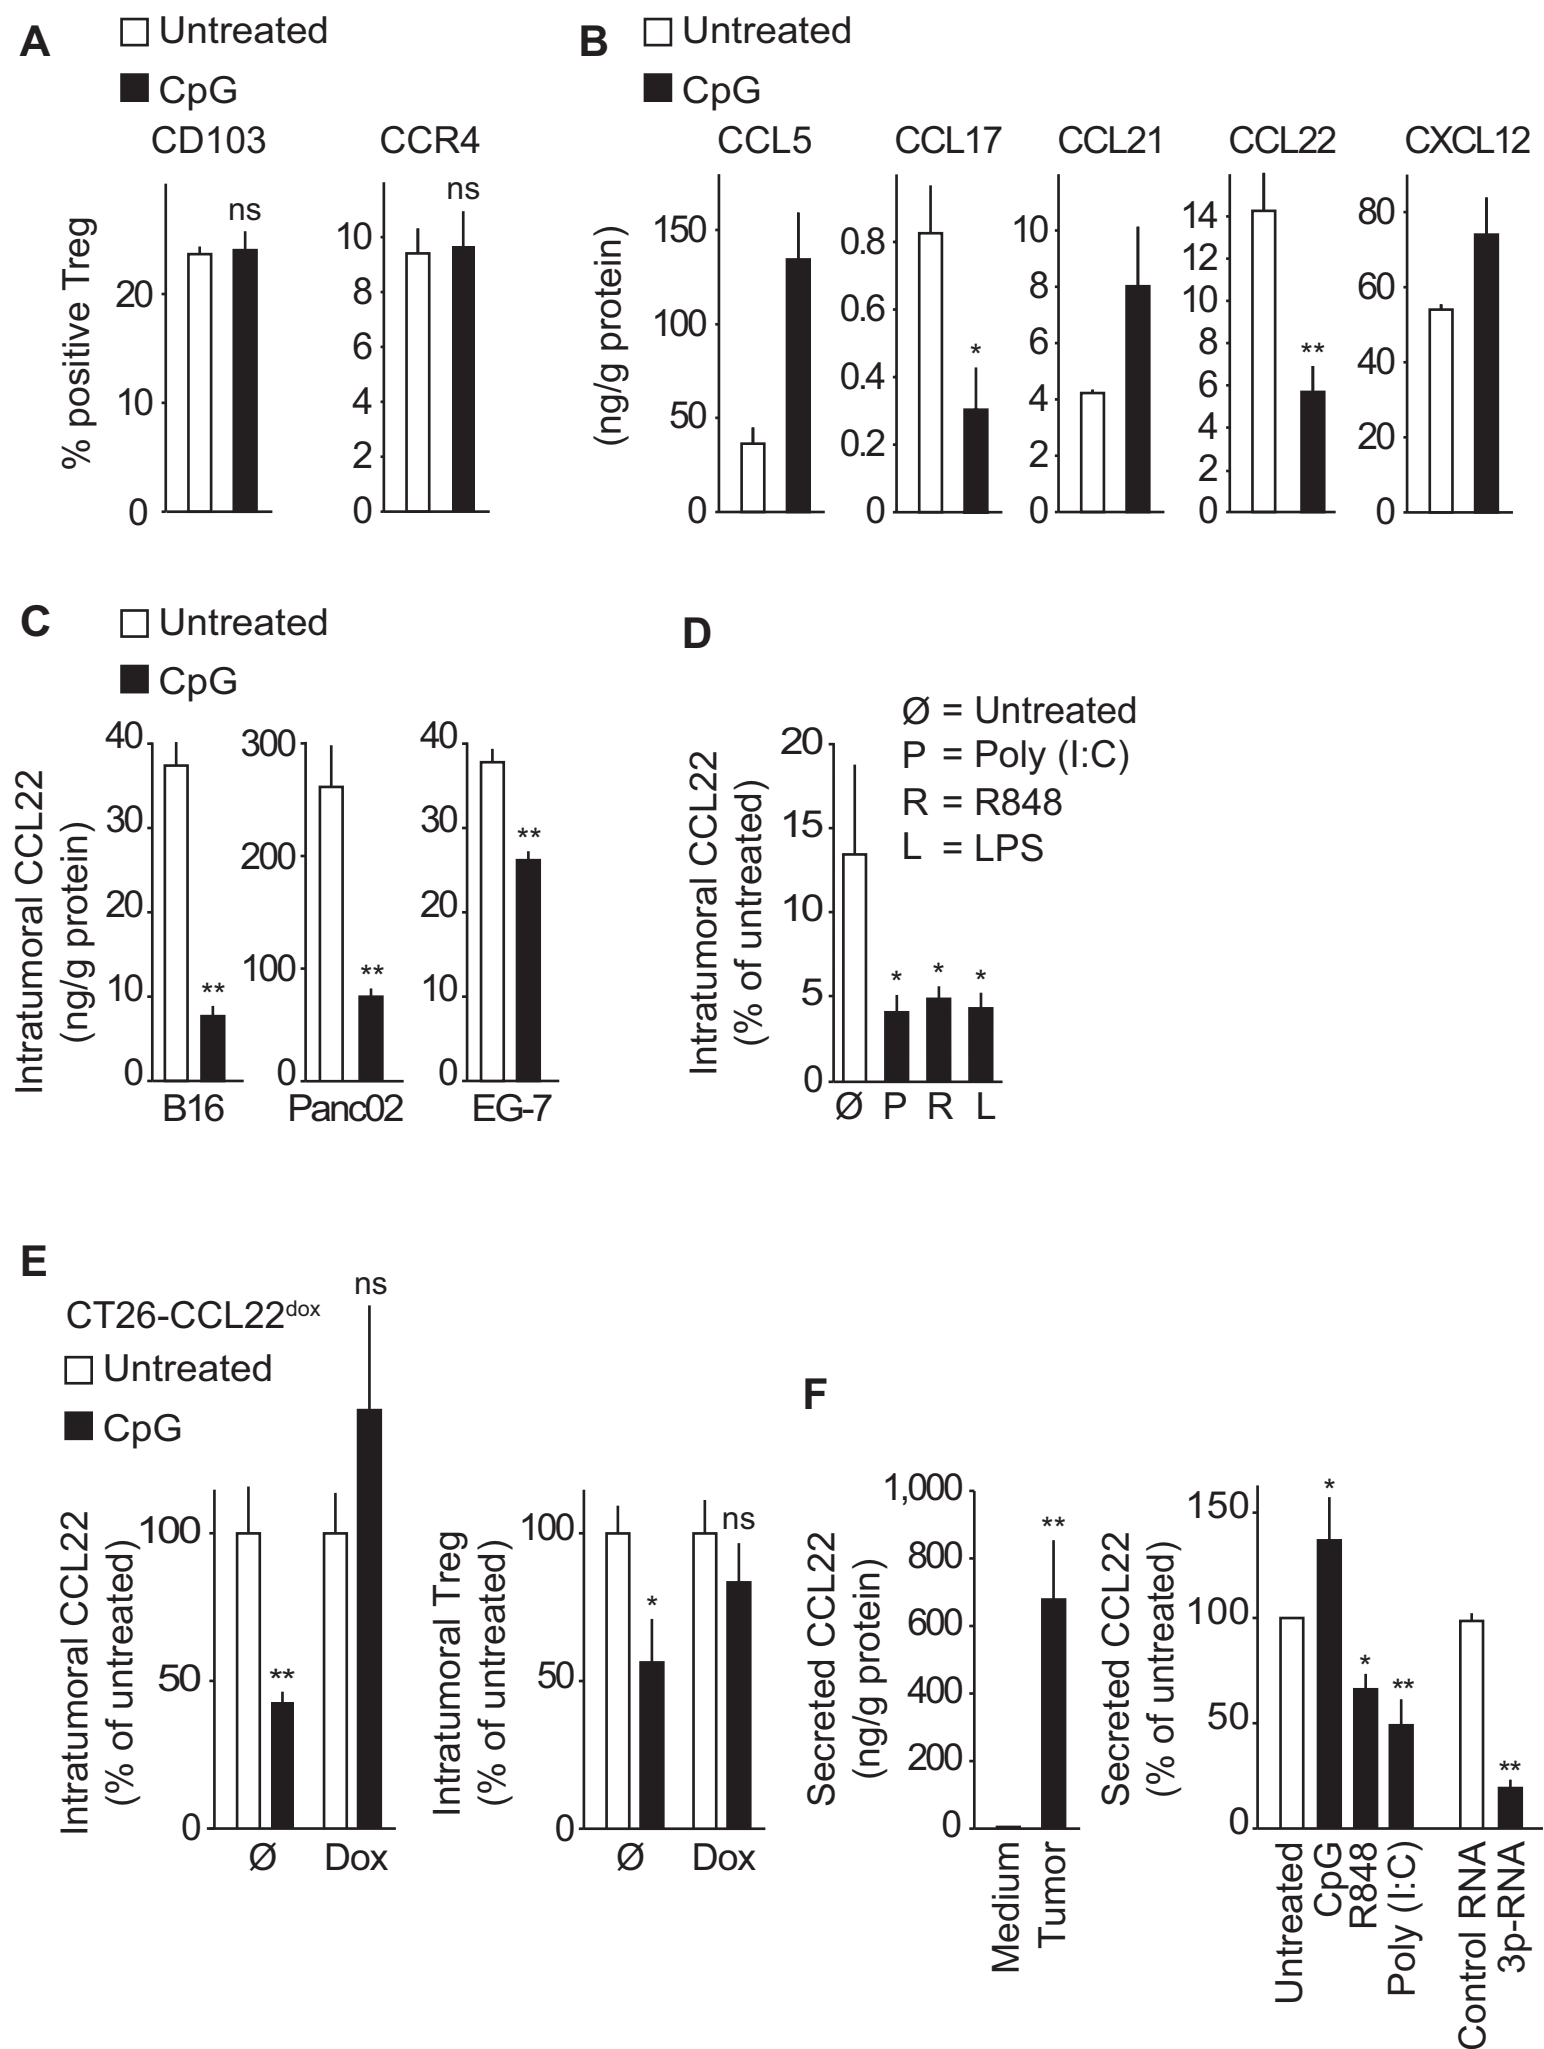 A
Untreated
CpG
CD103
CCR4
% positive Treg
20
10
0
ns
10
8
6
4
2
0
ns
B
Untreated
CpG
CCL5
CCL17
CCL21
CCL22
CXCL12
(ng/g protein)
150
100
50
0
0.8
0.6
0.4
0.2
0
*
10
8
6
4
2
0
14
12
10
8
6
4
2
0
**
80
60
40
20
0
C
Untreated
CpG
Intratumoral CCL22
(ng/g protein)
40
30
20
10
0
**
B16
300
200
100
0
**
Panc02
40
30
20
10
0
**
EG-7
D
Ø = Untreated
P = Poly (I:C)
R = R848
L = LPS
Intratumoral CCL22
(% of untreated)
20
15
10
5
0
* * *
Ø P R L
E
CT26-CCL22dox
Untreated
CpG
Intratumoral CCL22
(% of untreated)
100
50
0
**
ns
Ø Dox
Intratumoral Treg
(% of untreated)
100
50
0
*
ns
Ø Dox
F
Secreted CCL22
(ng/g protein)
1,000
800
600
400
200
0
**
Medium
Tumor
Secreted CCL22
(% of untreated)
150
100
50
0
*
*
**
**
Untreated
CpG
R848
Poly (I:C)
Control RNA
3p-RNA